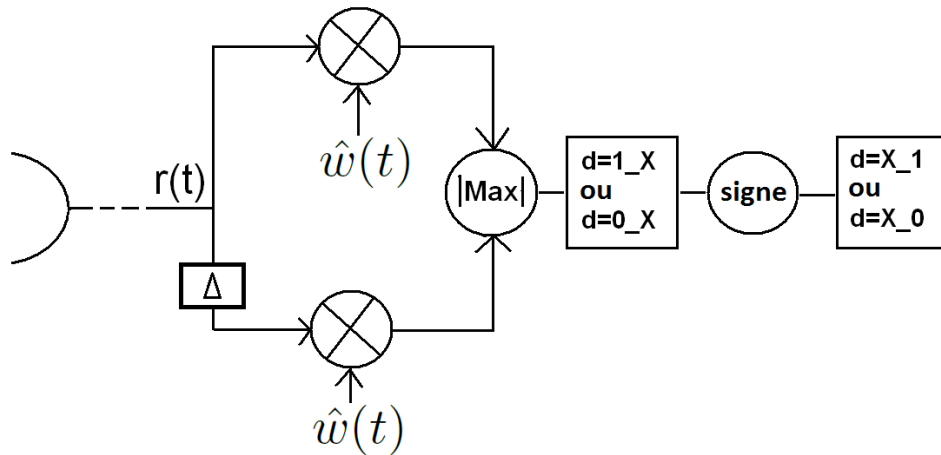 ŵ(t)
r(t)
|Max|
d=1_X
ou
d=0_X
signe
d=X_1
ou
d=X_0
Δ
ŵ(t)